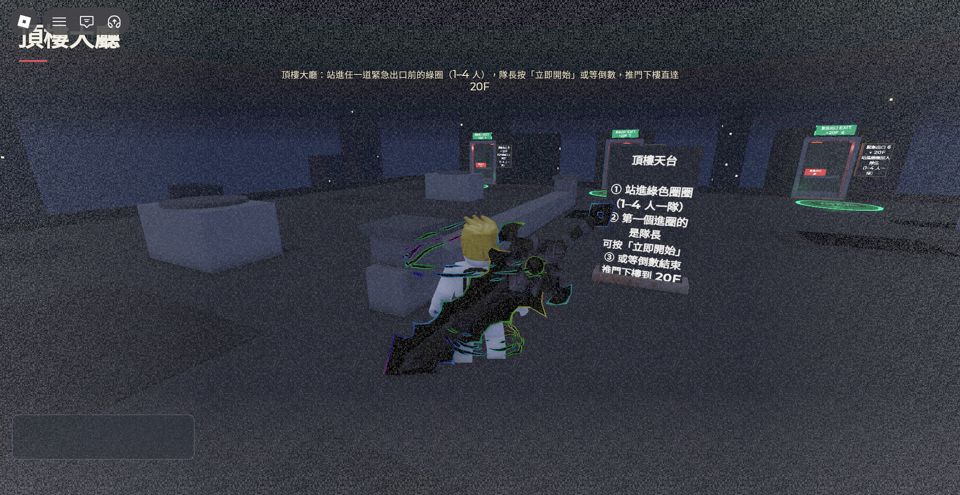 頂樓大廳
頂樓大廳：站進任一道緊急出口前的綠圈（1–4 人），隊長按「立即開始」或等倒數，推門下樓直達
20F
頂樓天台
① 站進綠色圈圈
（1–4 人一隊）
② 第一個進圈的
是隊長
可按「立即開始」
③ 或等倒數結束
推門下樓到 20F